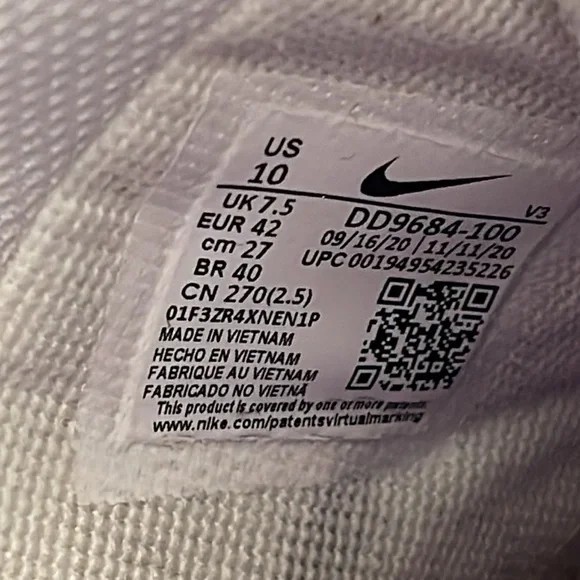 US
10
UK 7.5
EUR 42
cm 27
BR 40
CN 270(2.5)
V3
DD9684-100
09/16/20 | 11/11/20
UPC 00194954235226
Q1F3ZR4XNEN1P
MADE IN VIETNAM
HECHO EN VIETNAM
FABRIQUE AU VIETNAM
FABRICADO NO VIETNÃ
This product is covered by one or more patents
www.nike.com/patentsvirtualmarking